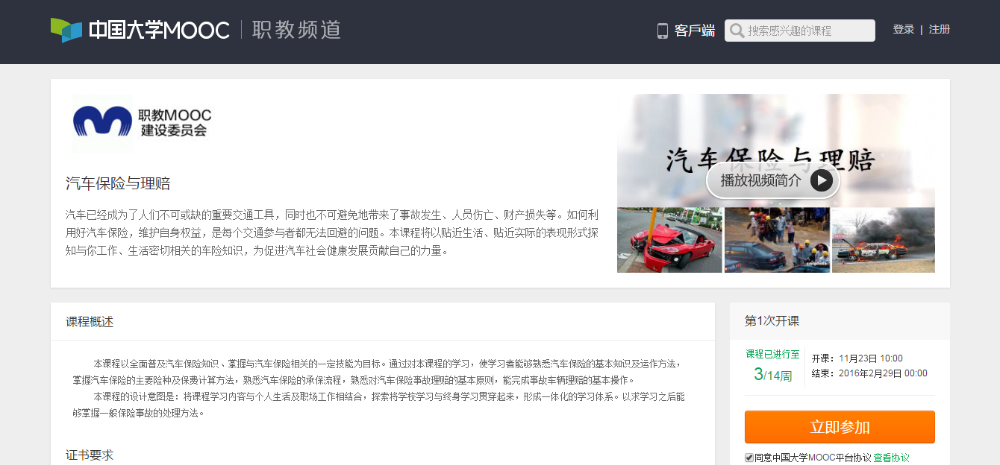 中国大学MOOC 职教频道
客戶端
搜索感兴趣的课程
登录 | 注册
职教MOOC
建设委员会
汽车保险与理赔
播放视频简介
汽车保险与理赔
汽车已经成为了人们不可或缺的重要交通工具，同时也不可避免地带来了事故发生、人员伤亡、财产损失等。如何利
用好汽车保险，维护自身权益，是每个交通参与者都无法回避的问题。本课程将以贴近生活、贴近实际的表现形式探
知与你工作、生活密切相关的车险知识，为促进汽车社会健康发展贡献自己的力量。
课程概述
本课程以全面普及汽车保险知识、掌握与汽车保险相关的一定技能为目标。通过对本课程的学习，使学习者能够熟悉汽车保险的基本知识及运作方法，
掌握汽车保险的主要险种及保费计算方法，熟悉汽车保险的承保流程，熟悉对汽车保险事故理赔的基本原则，能完成事故车辆理赔的基本操作。
本课程的设计意图是：将课程学习内容与个人生活及职场工作相结合，探索将学校学习与终身学习贯穿起来，形成一体化的学习体系。以求学习之后能
够掌握一般保险事故的处理方法。
证书要求
第1次开课
课程已进行至
3/14周
开课：11月23日 10:00
结束：2016年2月29日 00:00
立即参加
同意中国大学MOOC平台协议 查看协议